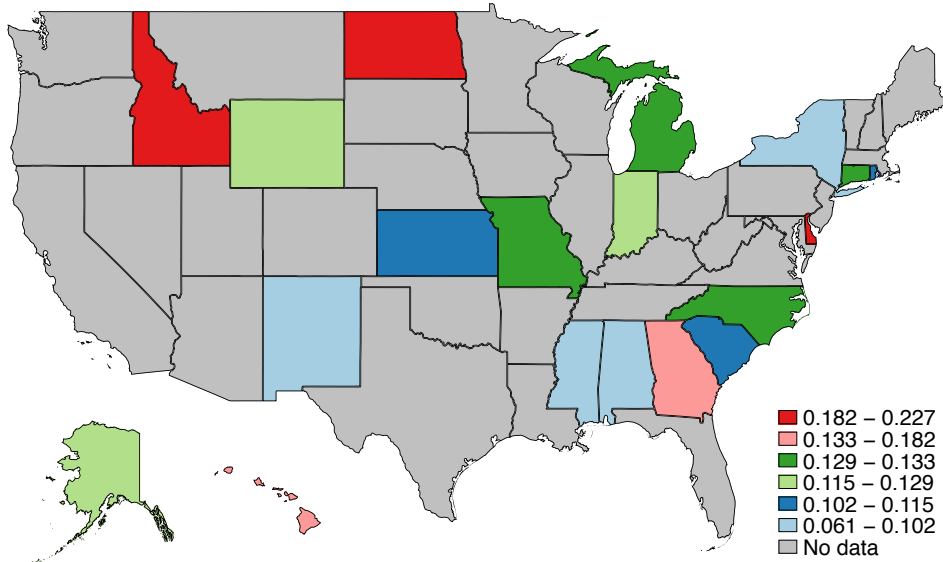 0.182 – 0.227
0.133 – 0.182
0.129 – 0.133
0.115 – 0.129
0.102 – 0.115
0.061 – 0.102
No data